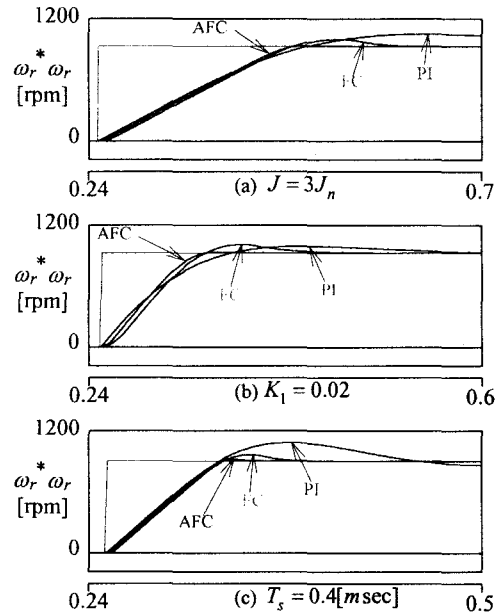 1200
AFC
ω_r^* ω_r
[rpm]
FC
PI
0
0.24
(a) J = 3J_n
0.7
1200
AFC
ω_r^* ω_r
[rpm]
FC
PI
0
0.24
(b) K_1 = 0.02
0.6
1200
ω_r^* ω_r
[rpm]
AFC
FC
PI
0
0.24
(c) T_s = 0.4[m sec]
0.5